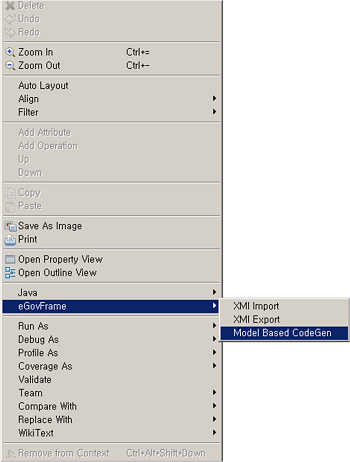 Delete
Undo
Redo
Zoom In Ctrl+=
Zoom Out Ctrl+-
Auto Layout
Align
Filter
Add Attribute
Add Operation
Up
Down
Copy
Paste
Save As Image
Print
Open Property View
Open Outline View
Java
eGovFrame
XMI Import
XMI Export
Model Based CodeGen
Run As
Debug As
Profile As
Coverage As
Validate
Team
Compare With
Replace With
WikiText
Remove from Context Ctrl+Alt+Shift+Down